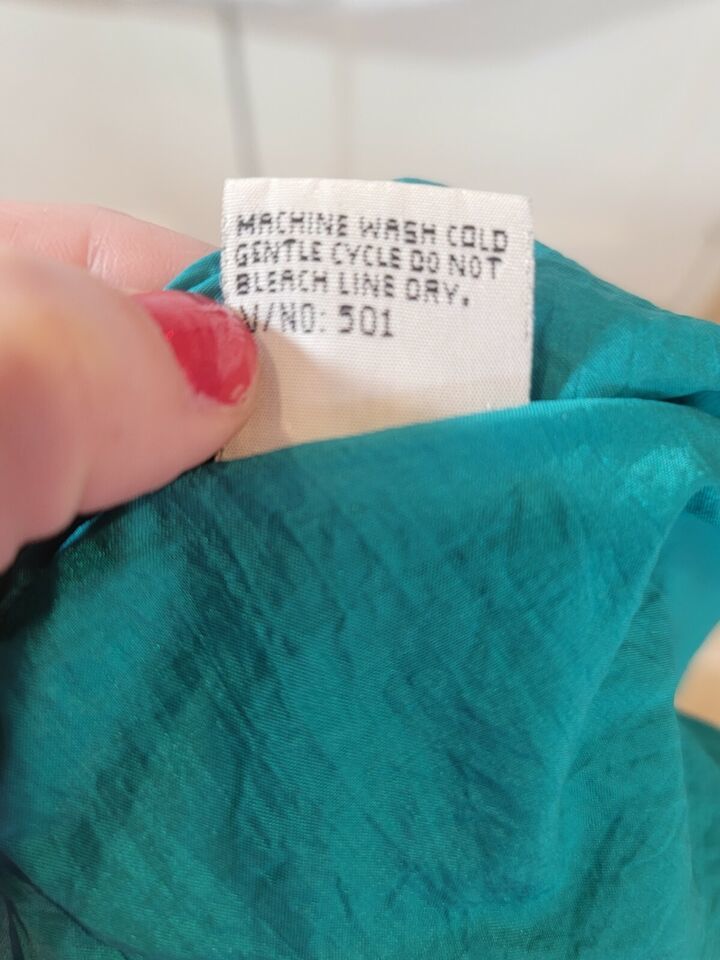 MACHINE WASH COLD
GENTLE CYCLE DO NOT
BLEACH LINE DRY.
/NO: 501